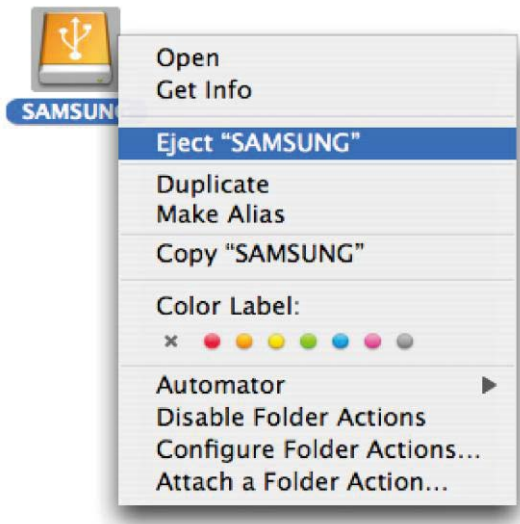 SAMSUNG
Open
Get Info
Eject “SAMSUNG”
Duplicate
Make Alias
Copy “SAMSUNG”
Color Label:
Automator
Disable Folder Actions
Configure Folder Actions...
Attach a Folder Action...